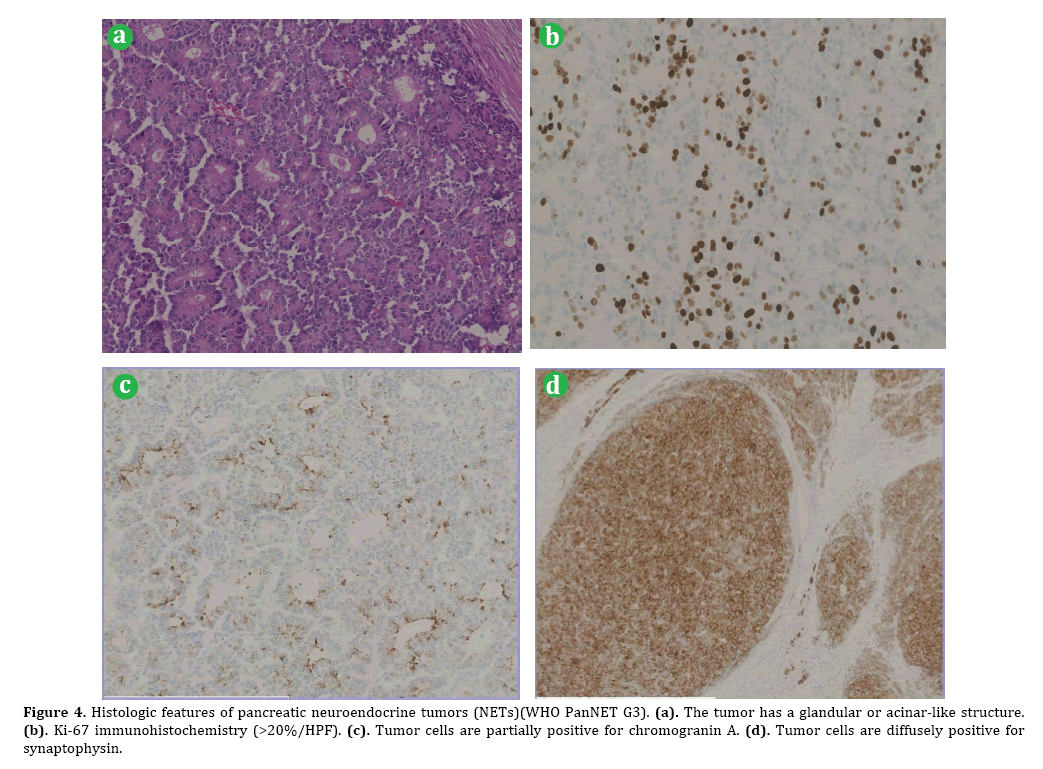 a
b
c
d
Figure 4. Histologic features of pancreatic neuroendocrine tumors (NETs)(WHO PanNET G3). (a). The tumor has a glandular or acinar-like structure.
(b). Ki-67 immunohistochemistry (>20%/HPF). (c). Tumor cells are partially positive for chromogranin A. (d). Tumor cells are diffusely positive for
synaptophysin.